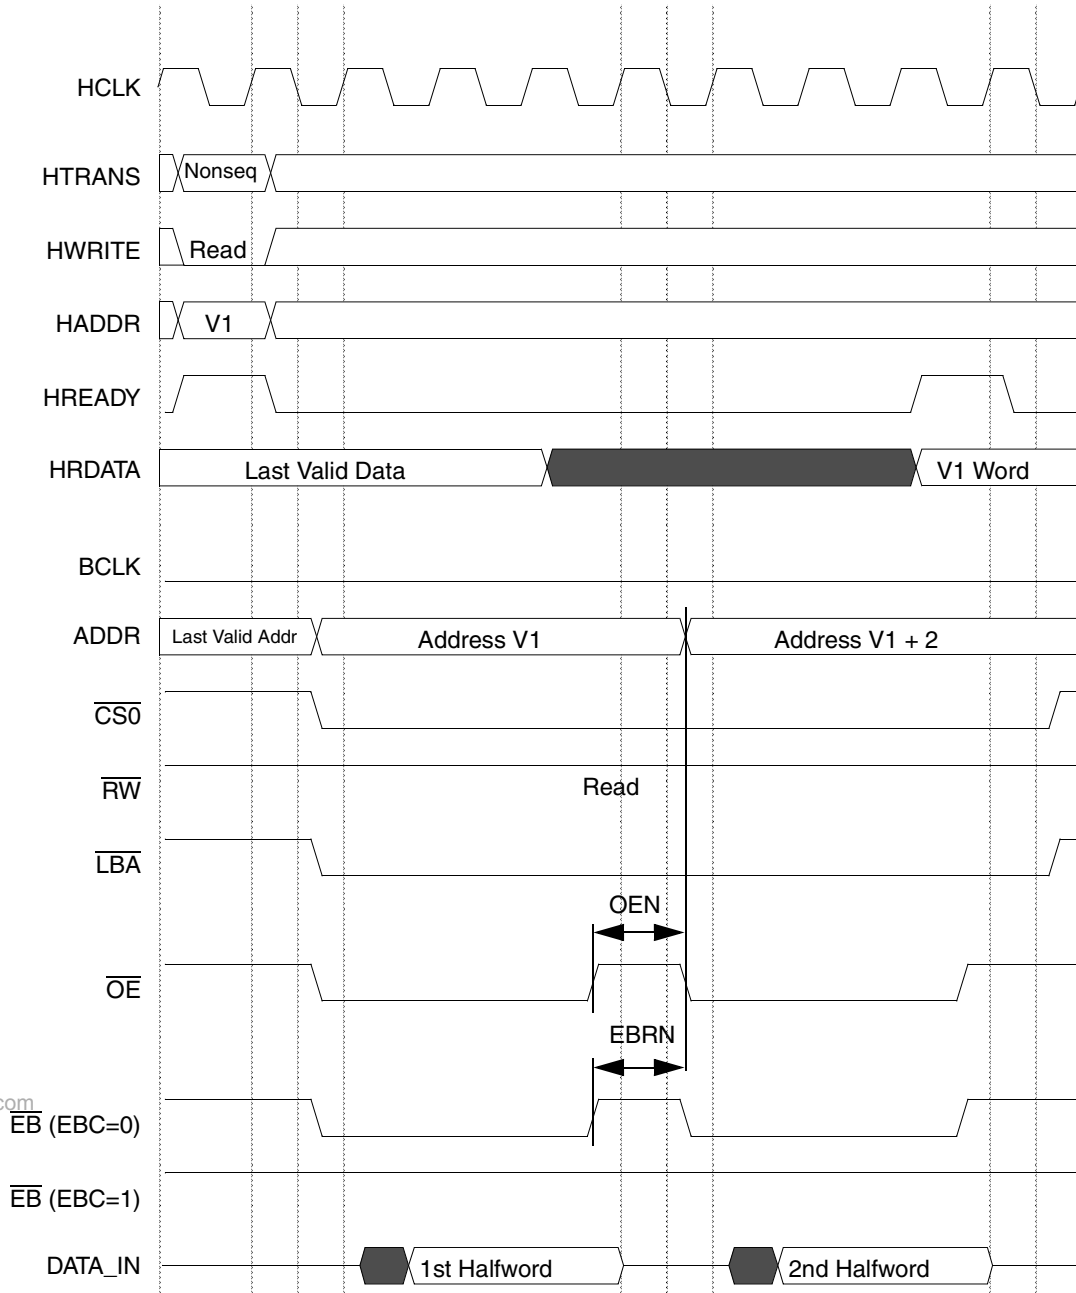 HCLK
HTRANS Nonseq
HWRITE Read
HADDR V1
HREADY
HRDATA Last Valid Data V1 Word
BCLK
ADDR Last Valid Addr Address V1 Address V1 + 2
CS0
RW Read
LBA
OEN
OE
EBRN
com
EB (EBC=0)
EB (EBC=1)
DATA_IN 1st Halfword 2nd Halfword